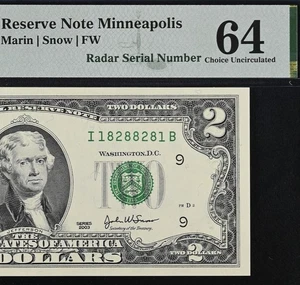 Reserve Note Minneapolis
Marin | Snow | FW
64
Radar Serial Number
Choice Uncirculated
TWO DOLLARS
2
I 18288281 B
WASHINGTON, D.C.
9
TWO
SERIES
2003
9
THE
STATES OF AMERICA
DOLLARS
2